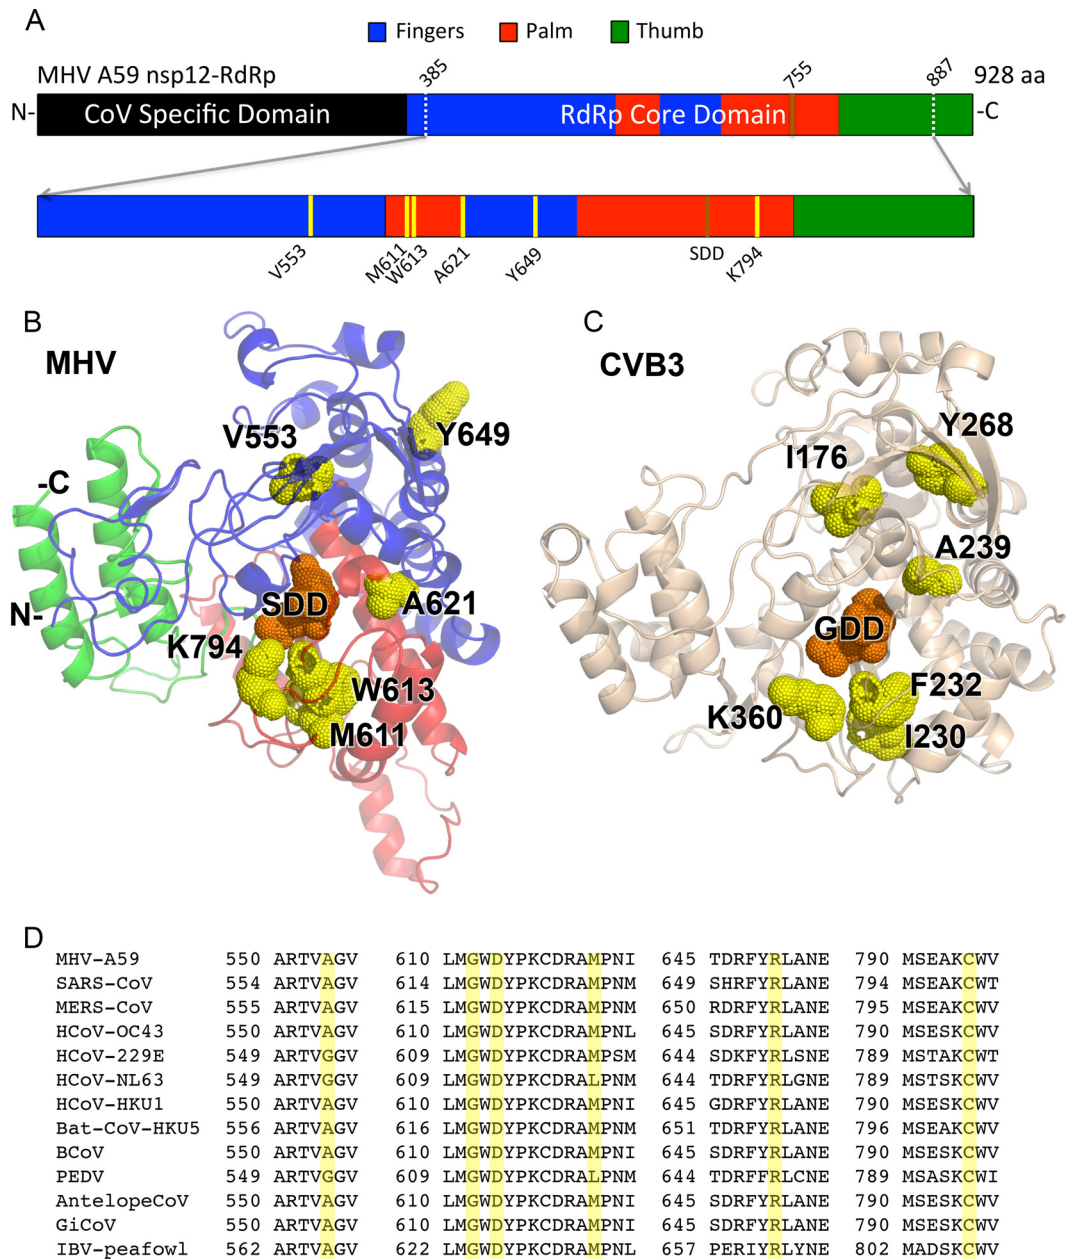 A
Fingers Palm Thumb
MHV A59 nsp12-RdRp 385 755 887 928 aa
N- CoV Specific Domain RdRp Core Domain -C
V553 M611 W613 A621 Y649 SDD K794
B
MHV
V553 Y649
-C
N-
SDD A621
K794
W613
M611
C
CVB3
Y268
I176
A239
GDD
F232
K360
I230
D
MHV-A59 550 ARTVAGV 610 LMGWDYPKCDRAMPNI 645 TDRFYRLANE 790 MSEAKCWV
SARS-CoV 554 ARTVAGV 614 LMGWDYPKCDRAMPNM 649 SHRFYRLANE 794 MSEAKCWT
MERS-CoV 555 ARTVAGV 615 LMGWDYPKCDRAMPNM 650 RDRFYRLANE 795 MSEAKCWV
HCoV-OC43 550 ARTVAGV 610 LMGWDYPKCDRAMPNL 645 SDRFYRLANE 790 MSESKCWV
HCoV-229E 549 ARTVGGV 609 LMGWDYPKCDRAMPSM 644 SDKFYRLSNE 789 MSTAKCWT
HCoV-NL63 549 ARTVGGV 609 LMGWDYPKCDRALPNM 644 TDRFYRLGNE 789 MSTSKCWV
HCoV-HKU1 550 ARTVAGV 610 LMGWDYPKCDRAMPNI 645 GDRFYRLANE 790 MSESKCWV
Bat-CoV-HKU5 556 ARTVAGV 616 LMGWDYPKCDRAMPNM 651 TDRFYRLANE 796 MSEAKCWV
BCoV 550 ARTVAGV 610 LMGWDYPKCDRAMPNI 645 SDRFYRLANE 790 MSESKCWV
PEDV 549 ARTVGGV 609 LMGWDYPKCDRALPNM 644 TDRFYRLCNE 789 MSASKCWI
AntelopeCoV 550 ARTVAGV 610 LMGWDYPKCDRAMPNI 645 SDRFYRLANE 790 MSESKCWV
GiCoV 550 ARTVAGV 610 LMGWDYPKCDRAMPNI 645 SDRFYRLANE 790 MSESKCWV
IBV-peafowl 562 ARTVAGV 622 LMGWDYPKCDRAMPNL 657 PERIYRLYNE 802 MADSKCWV